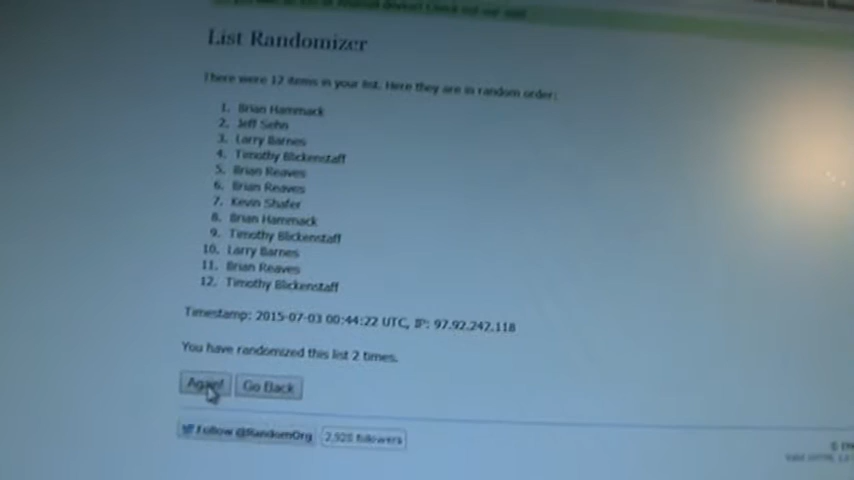 List Randomizer
There were 12 items in your list. Here they are in random order:
1. Brian Hammack
2. Jeff Sehn
3. Larry Barnes
4. Timothy Blickenstaff
5. Brian Reaves
6. Brian Reaves
7. Kevin Shafer
8. Brian Hammack
9. Timothy Blickenstaff
10. Larry Barnes
11. Brian Reaves
12. Timothy Blickenstaff
Timestamp: 2015-07-03 00:44:22 UTC, IP: 97.92.242.118
You have randomized this list 2 times.
Again! Go Back
Follow @RandomOrg 2,928 followers